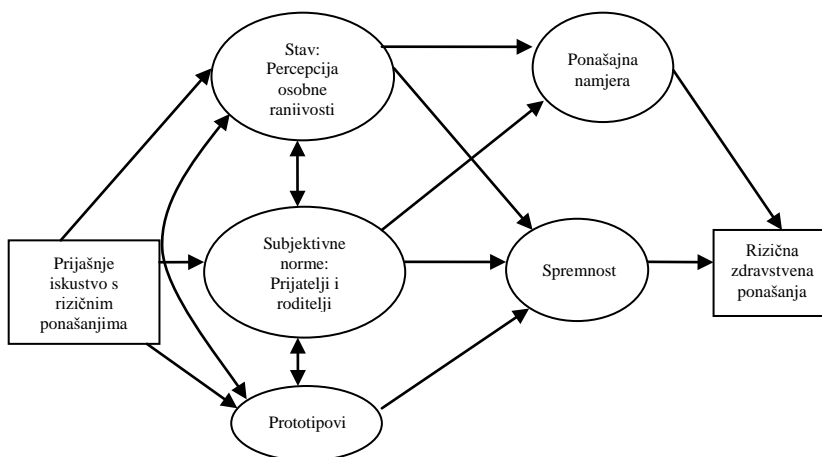 Stav:
Percepcija
osobne
raniivosti
Ponašajna
namjera
Prijašnje
iskustvo s
rizičnim
ponašanjima
Subjektivne
norme:
Prijatelji i
roditelji
Spremnost
Rizična
zdravstvena
ponašanja
Prototipovi